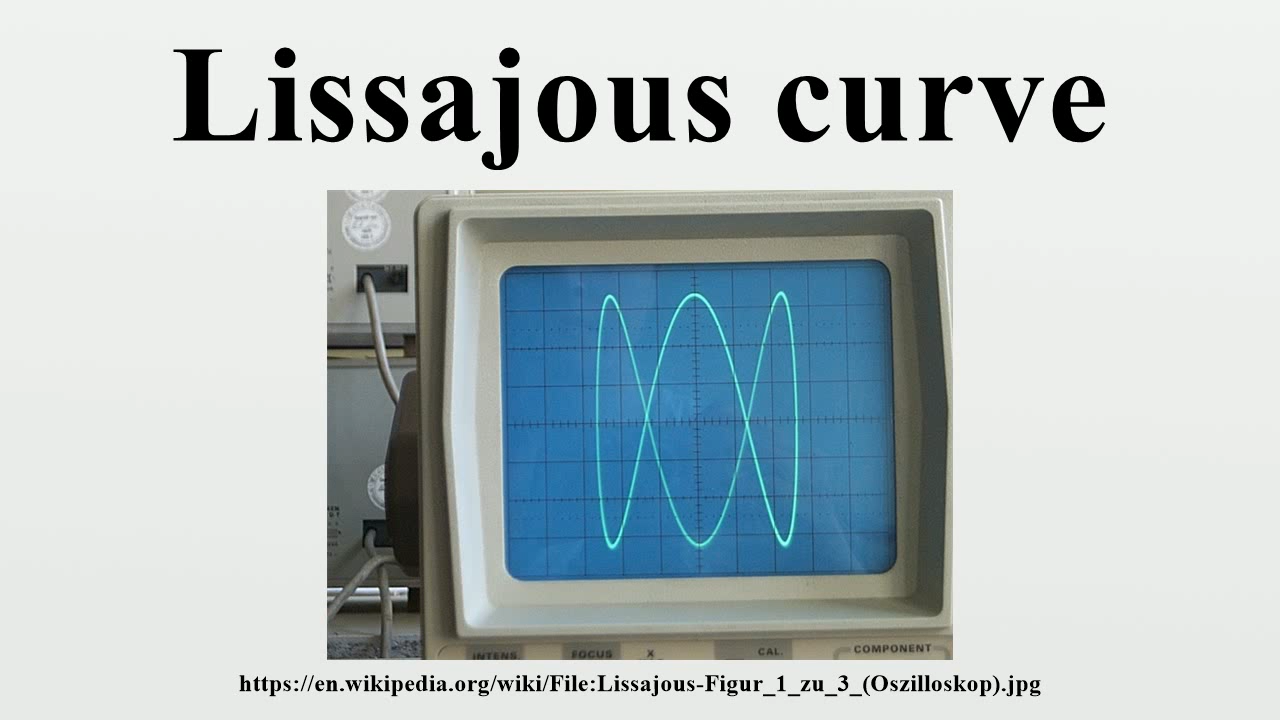 Lissajous curve
INTENS.
FOCUS
X
CAL.
COMPONENT
https://en.wikipedia.org/wiki/File:Lissajous-Figur_1_zu_3_(Oszilloskop).jpg